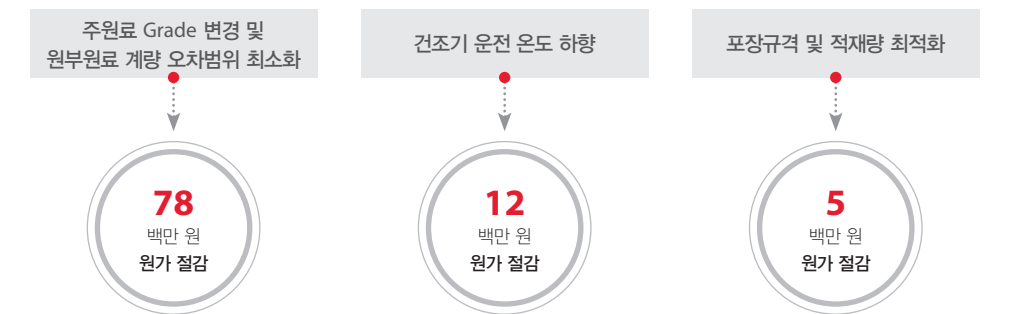 주원료 Grade 변경 및
원부원료 계량 오차범위 최소화
78
백만 원
원가 절감
건조기 운전 온도 하향
12
백만 원
원가 절감
포장규격 및 적재량 최적화
5
백만 원
원가 절감